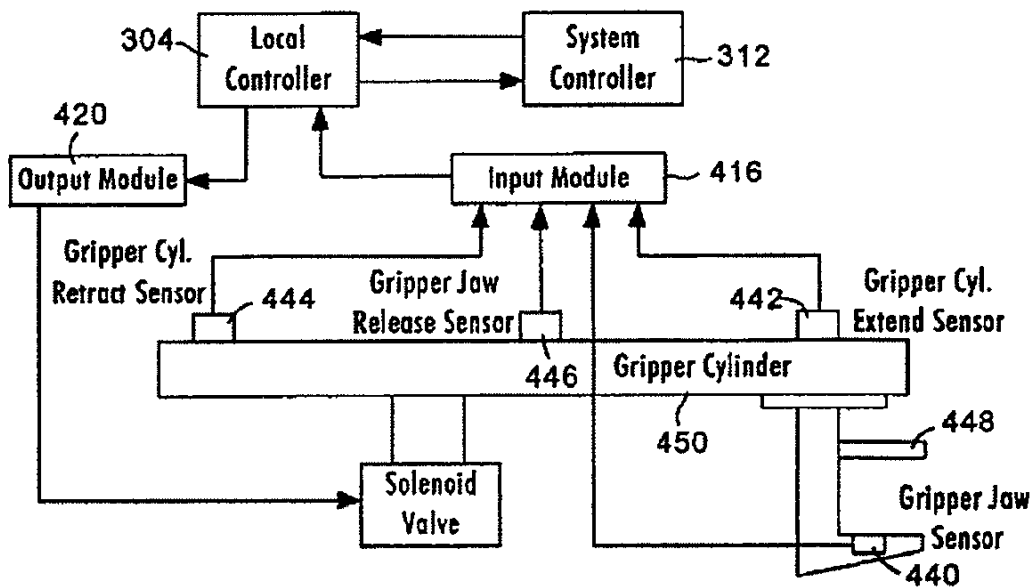 304
Local
Controller
System
Controller
312
420
Output Module
Input Module
416
Gripper Cyl.
Retract Sensor
444
Gripper Jaw
Release Sensor
446
442
Gripper Cyl.
Extend Sensor
Gripper Cylinder
450
448
Solenoid
Valve
Gripper Jaw
Sensor
440